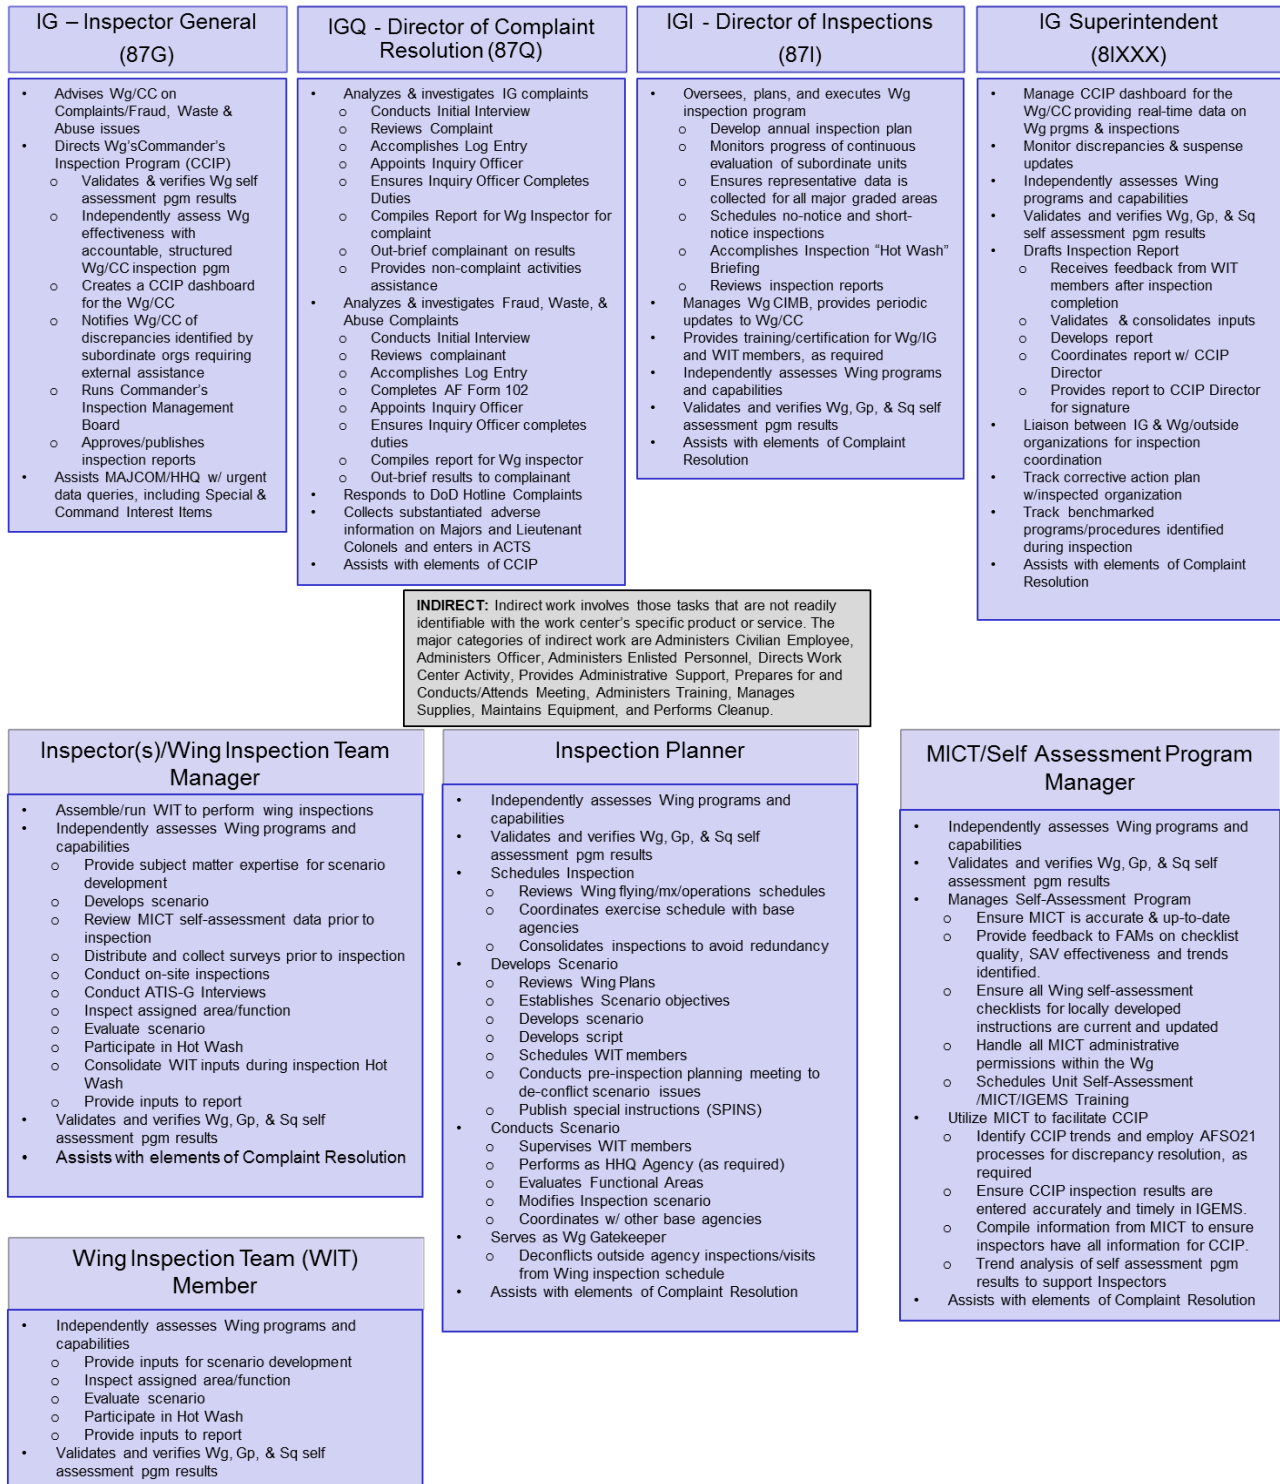 IG – Inspector General
(87G)
• Advises Wg/CC on
Complaints/Fraud, Waste &
Abuse issues
• Directs Wg'sCommander's
Inspection Program (CCIP)
o Validates & verifies Wg self
assessment pgm results
o Independently assess Wg
effectiveness with
accountable, structured
Wg/CC inspection pgm
o Creates a CCIP dashboard
for the Wg/CC
o Notifies Wg/CC of
discrepancies identified by
subordinate orgs requiring
external assistance
o Runs Commander's
Inspection Management
Board
o Approves/publishes
inspection reports
• Assists MAJCOM/HHQ w/ urgent
data queries, including Special &
Command Interest Items
IGQ - Director of Complaint
Resolution (87Q)
• Analyzes & investigates IG complaints
o Conducts Initial Interview
o Reviews Complaint
o Accomplishes Log Entry
o Appoints Inquiry Officer
o Ensures Inquiry Officer Completes
Duties
o Compiles Report for Wg Inspector for
complaint
o Out-brief complainant on results
o Provides non-complaint activities
assistance
• Analyzes & investigates Fraud, Waste, &
Abuse Complaints
o Conducts Initial Interview
o Reviews complainant
o Accomplishes Log Entry
o Completes AF Form 102
o Appoints Inquiry Officer
o Ensures Inquiry Officer completes
duties
o Compiles report for Wg inspector
o Out-brief results to complainant
• Responds to DoD Hotline Complaints
• Collects substantiated adverse
information on Majors and Lieutenant
Colonels and enters in ACTS
• Assists with elements of CCIP
IGI - Director of Inspections
(87I)
• Oversees, plans, and executes Wg
inspection program
o Develop annual inspection plan
o Monitors progress of continuous
evaluation of subordinate units
o Ensures representative data is
collected for all major graded areas
o Schedules no-notice and short-
notice inspections
o Accomplishes Inspection "Hot Wash"
Briefing
o Reviews inspection reports
• Manages Wg CIMB, provides periodic
updates to Wg/CC
• Provides training/certification for Wg/IG
and WIT members, as required
• Independently assesses Wing programs
and capabilities
• Validates and verifies Wg, Gp, & Sq self
assessment pgm results
• Assists with elements of Complaint
Resolution
IG Superintendent
(8IXXX)
• Manage CCIP dashboard for the
Wg/CC providing real-time data on
Wg prgms & inspections
• Monitor discrepancies & suspense
updates
• Independently assesses Wing
programs and capabilities
• Validates and verifies Wg, Gp, & Sq
self assessment pgm results
• Drafts Inspection Report
o Receives feedback from WIT
members after inspection
completion
o Validates & consolidates inputs
o Develops report
o Coordinates report w/ CCIP
Director
o Provides report to CCIP Director
for signature
• Liaison between IG & Wg/outside
organizations for inspection
coordination
• Track corrective action plan
w/inspected organization
• Track benchmarked
programs/procedures identified
during inspection
• Assists with elements of Complaint
Resolution
INDIRECT: Indirect work involves those tasks that are not readily
identifiable with the work center's specific product or service. The
major categories of indirect work are Administers Civilian Employee,
Administers Officer, Administers Enlisted Personnel, Directs Work
Center Activity, Provides Administrative Support, Prepares for and
Conducts/Attends Meeting, Administers Training, Manages
Supplies, Maintains Equipment, and Performs Cleanup.
Inspector(s)/Wing Inspection Team
Manager
• Assemble/run WIT to perform wing inspections
• Independently assesses Wing programs and
capabilities
o Provide subject matter expertise for scenario
development
o Develops scenario
o Review MICT self-assessment data prior to
inspection
o Distribute and collect surveys prior to inspection
o Conduct on-site inspections
o Conduct ATIS-G Interviews
o Inspect assigned area/function
o Evaluate scenario
o Participate in Hot Wash
o Consolidate WIT inputs during inspection Hot
Wash
o Provide inputs to report
• Validates and verifies Wg, Gp, & Sq self
assessment pgm results
• Assists with elements of Complaint Resolution
Inspection Planner
• Independently assesses Wing programs and
capabilities
• Validates and verifies Wg, Gp, & Sq self
assessment pgm results
• Schedules Inspection
o Reviews Wing flying/mx/operations schedules
o Coordinates exercise schedule with base
agencies
o Consolidates inspections to avoid redundancy
• Develops Scenario
o Reviews Wing Plans
o Establishes Scenario objectives
o Develops scenario
o Develops script
o Schedules WIT members
o Conducts pre-inspection planning meeting to
de-conflict scenario issues
o Publish special instructions (SPINS)
• Conducts Scenario
o Supervises WIT members
o Performs as HHQ Agency (as required)
o Evaluates Functional Areas
o Modifies Inspection scenario
o Coordinates w/ other base agencies
• Serves as Wg Gatekeeper
o Deconflicts outside agency inspections/visits
from Wing inspection schedule
• Assists with elements of Complaint Resolution
MICT/Self Assessment Program
Manager
• Independently assesses Wing programs and
capabilities
• Validates and verifies Wg, Gp, & Sq self
assessment pgm results
• Manages Self-Assessment Program
o Ensure MICT is accurate & up-to-date
o Provide feedback to FAMs on checklist
quality, SAV effectiveness and trends
identified.
o Ensure all Wing self-assessment
checklists for locally developed
instructions are current and updated
o Handle all MICT administrative
permissions within the Wg
o Schedules Unit Self-Assessment
/MICT/IGEMS Training
• Utilize MICT to facilitate CCIP
o Identify CCIP trends and employ AFSO21
processes for discrepancy resolution, as
required
o Ensure CCIP inspection results are
entered accurately and timely in IGEMS.
o Compile information from MICT to ensure
inspectors have all information for CCIP.
o Trend analysis of self assessment pgm
results to support Inspectors
• Assists with elements of Complaint Resolution
Wing Inspection Team (WIT)
Member
• Independently assesses Wing programs and
capabilities
o Provide inputs for scenario development
o Inspect assigned area/function
o Evaluate scenario
o Participate in Hot Wash
o Provide inputs to report
• Validates and verifies Wg, Gp, & Sq self
assessment pgm results